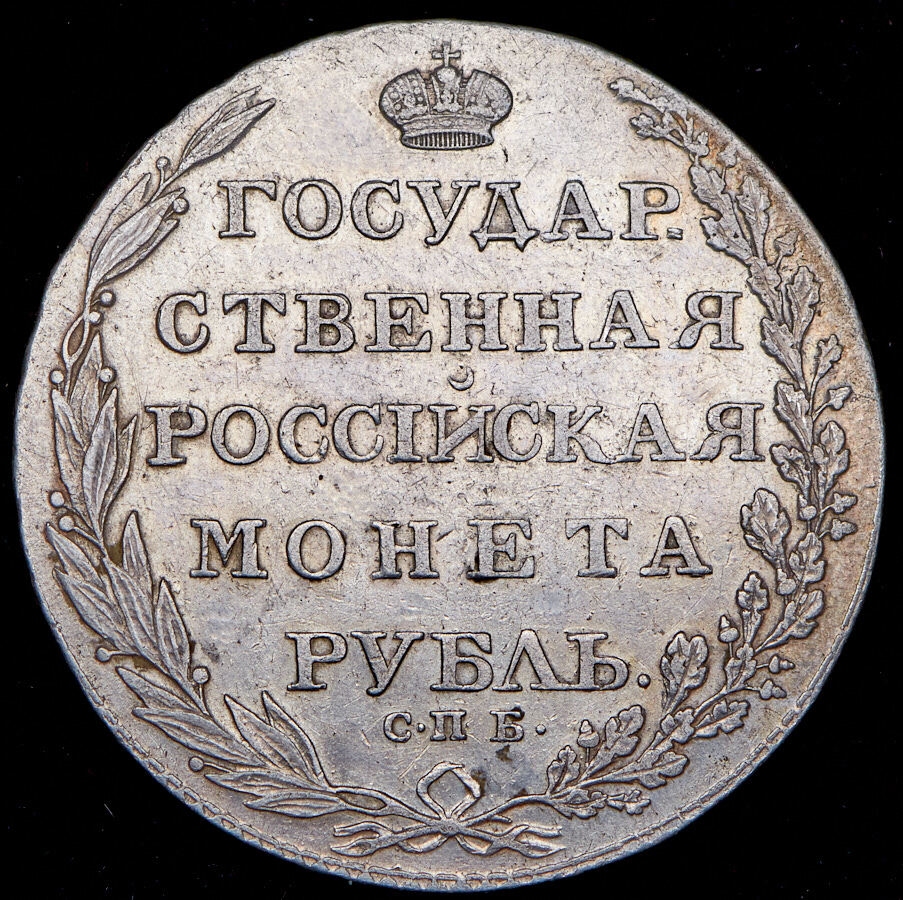 ГОСУДАР-
СТВЕННАЯ
РОССІЙСКАЯ
МОНЕТА
РУБЛЬ.
С·П·Б·